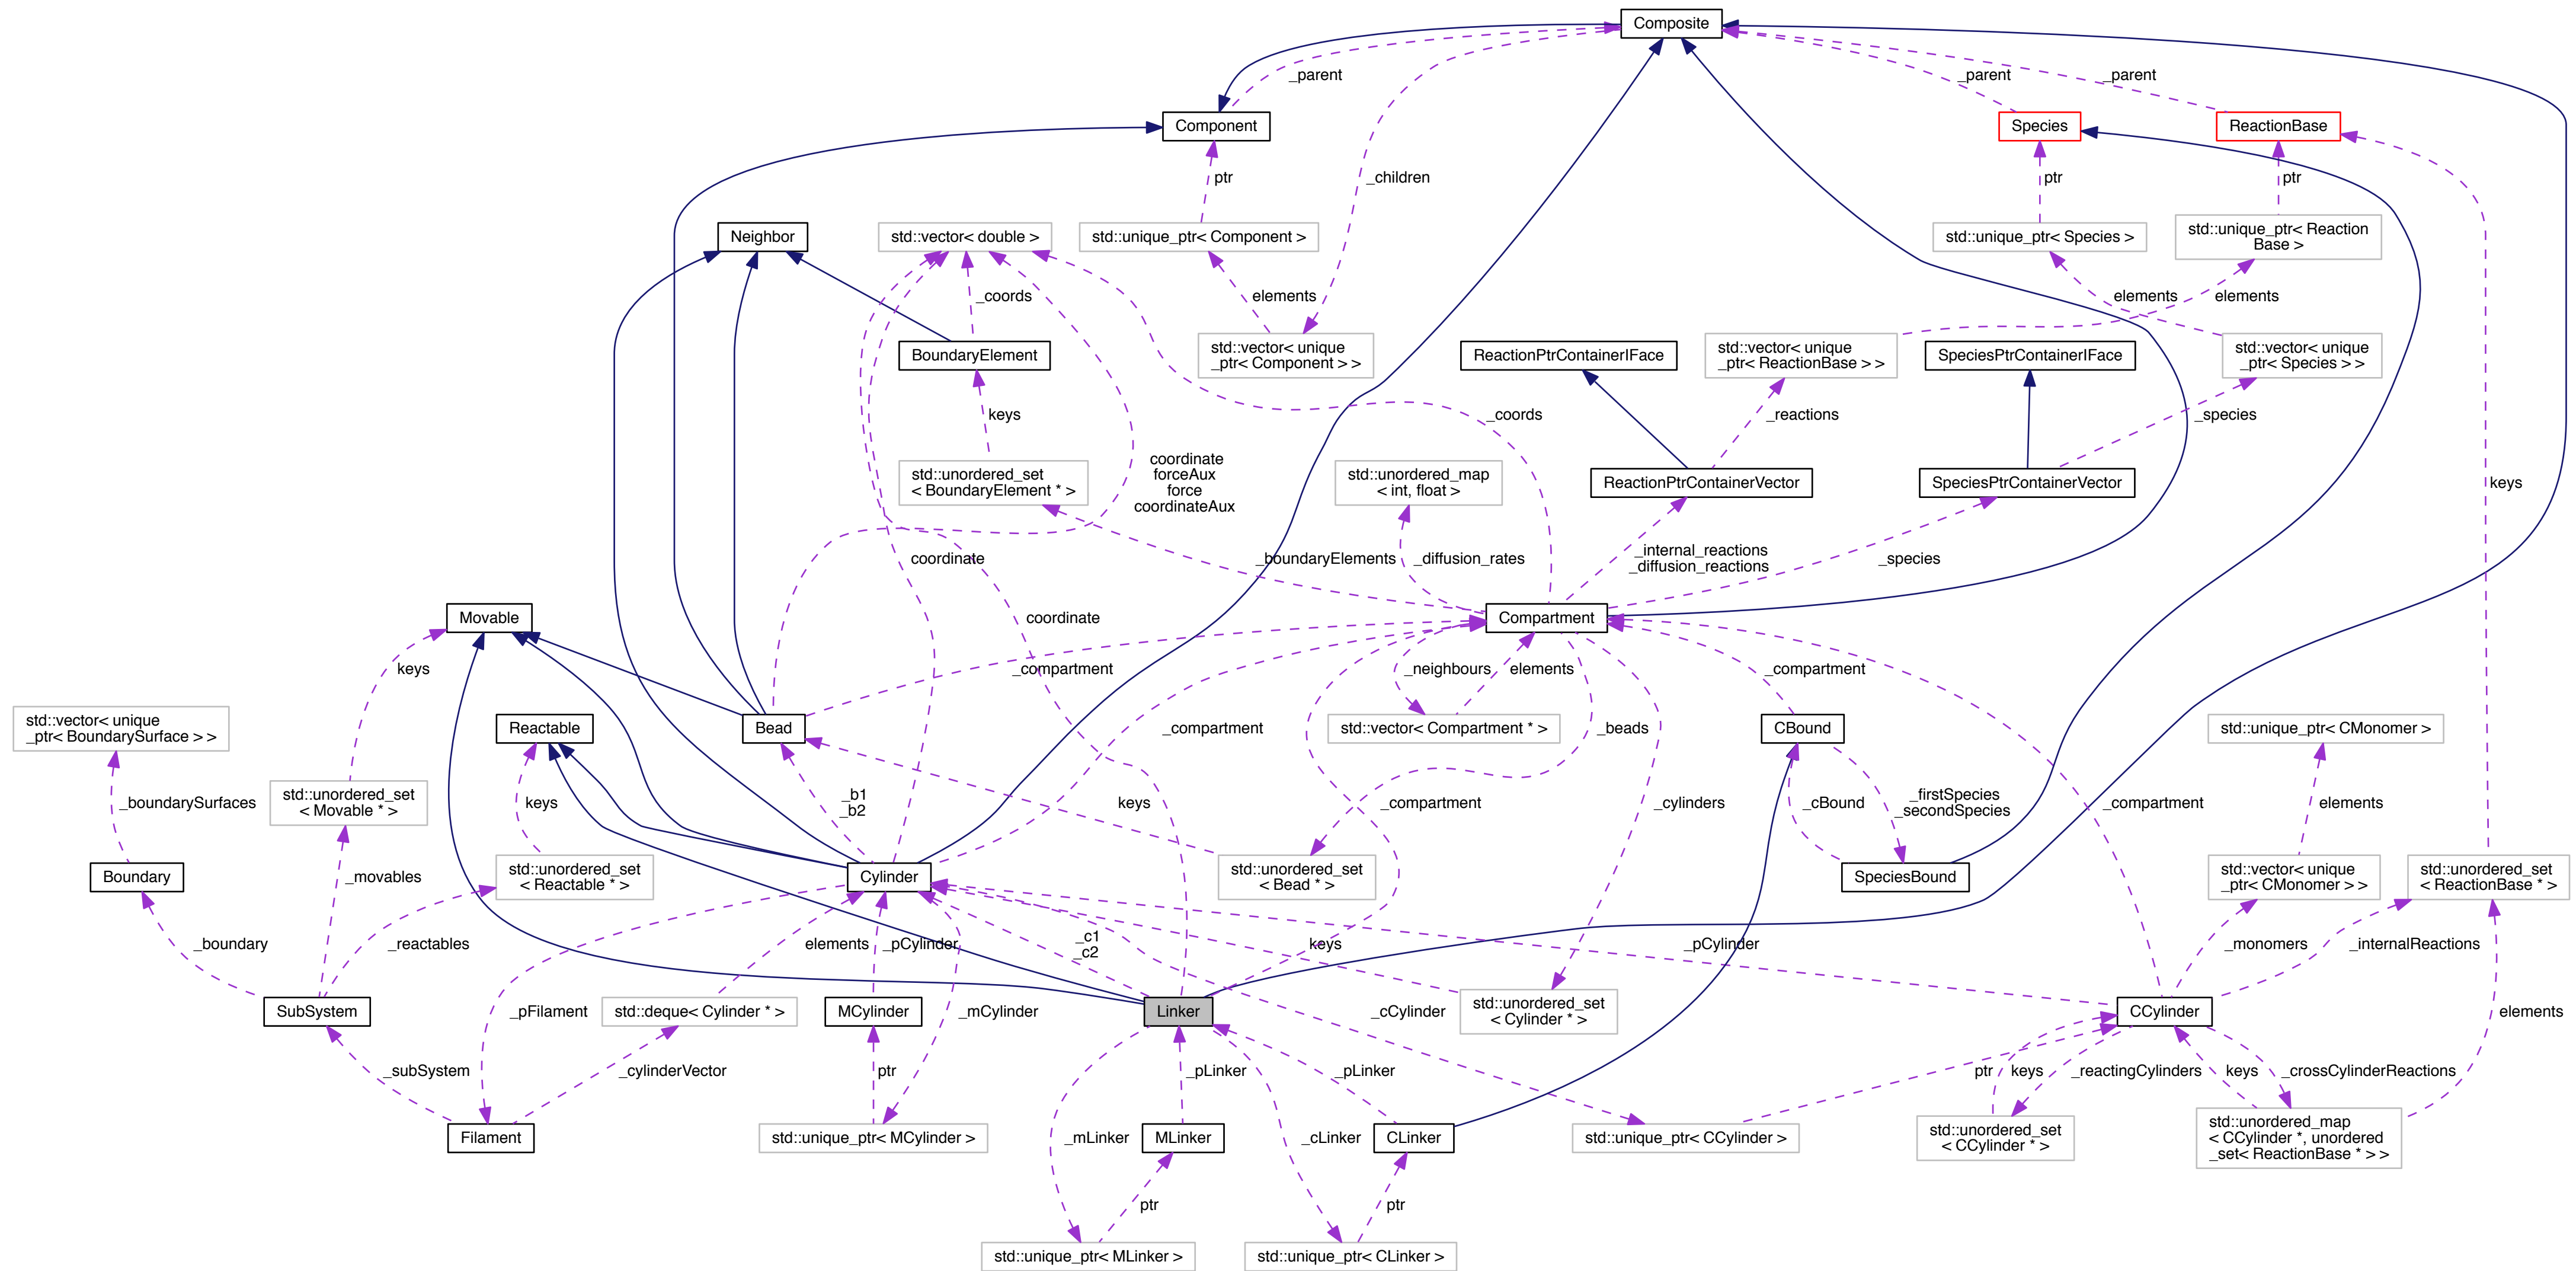 Composite
_parent
_parent
_parent
Component
Species
ReactionBase
ptr
_children
ptr
ptr
Neighbor
std::vector< double >
std::unique_ptr< Component >
std::unique_ptr< Species >
std::unique_ptr< Reaction
Base >
_coords
elements
elements
elements
BoundaryElement
std::vector< unique
_ptr< Component > >
ReactionPtrContainerIFace
std::vector< unique
_ptr< ReactionBase > >
SpeciesPtrContainerIFace
std::vector< unique
_ptr< Species > >
keys
_coords
_reactions
_species
std::unordered_set
< BoundaryElement * >
coordinate
forceAux
force
coordinateAux
std::unordered_map
< int, float >
ReactionPtrContainerVector
SpeciesPtrContainerVector
keys
coordinate
_boundaryElements
_diffusion_rates
_internal_reactions
_diffusion_reactions
_species
Movable
coordinate
Compartment
keys
_compartment
_neighbours
elements
_compartment
std::vector< unique
_ptr< BoundarySurface > >
Reactable
Bead
_compartment
std::vector< Compartment * >
_beads
CBound
std::unique_ptr< CMonomer >
_boundarySurfaces
std::unordered_set
< Movable * >
keys
_b1
_b2
keys
_compartment
_cylinders
_cBound
_firstSpecies
_secondSpecies
_compartment
elements
Boundary
_movables
std::unordered_set
< Reactable * >
Cylinder
std::unordered_set
< Bead * >
SpeciesBound
std::vector< unique
_ptr< CMonomer > >
std::unordered_set
< ReactionBase * >
_boundary
_reactables
elements
_pCylinder
_c1
_c2
keys
_pCylinder
_monomers
_internalReactions
SubSystem
_pFilament
std::deque< Cylinder * >
MCylinder
_mCylinder
Linker
_cCylinder
std::unordered_set
< Cylinder * >
CCylinder
elements
_subSystem
_cylinderVector
ptr
_pLinker
_pLinker
ptr
keys
_reactingCylinders
keys
_crossCylinderReactions
Filament
std::unique_ptr< MCylinder >
_mLinker
MLinker
_cLinker
CLinker
std::unique_ptr< CCylinder >
std::unordered_set
< CCylinder * >
std::unordered_map
< CCylinder *, unordered
_set< ReactionBase * > >
ptr
ptr
std::unique_ptr< MLinker >
std::unique_ptr< CLinker >